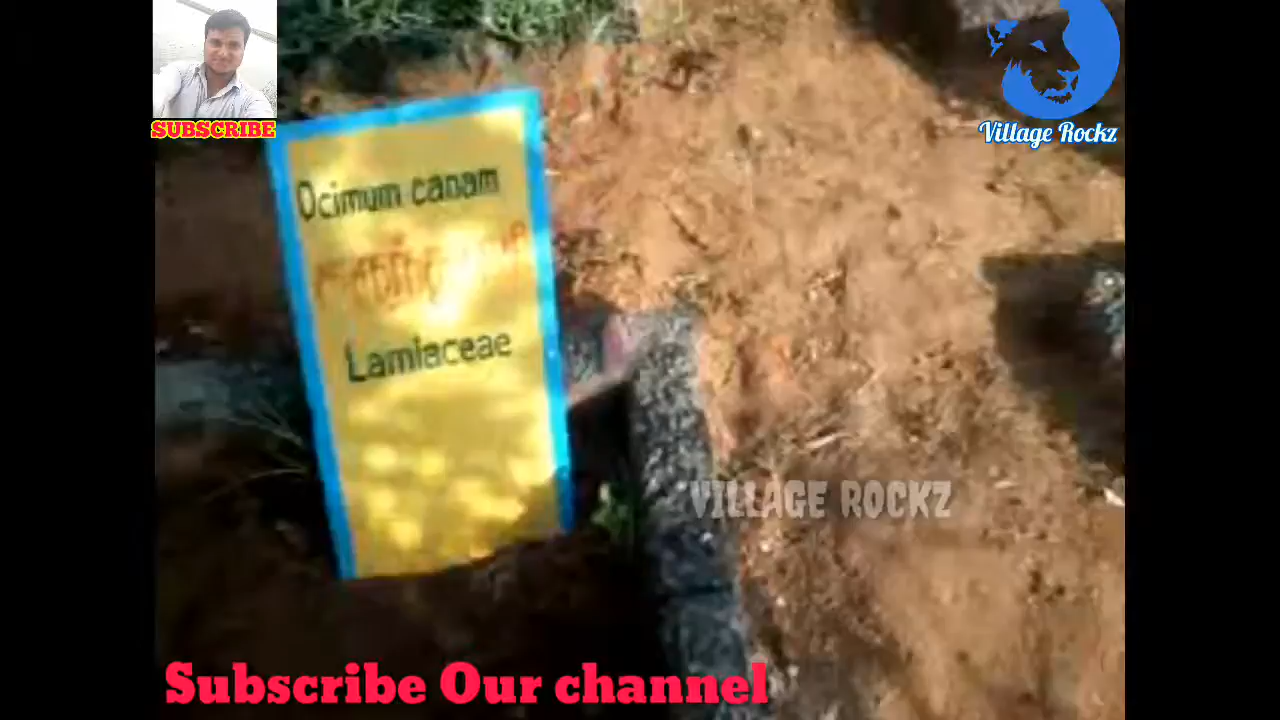 SUBSCRIBE
Village Rockz
Ocimum canam
Lamiaceae
VILLAGE ROCKZ
Subscribe Our channel